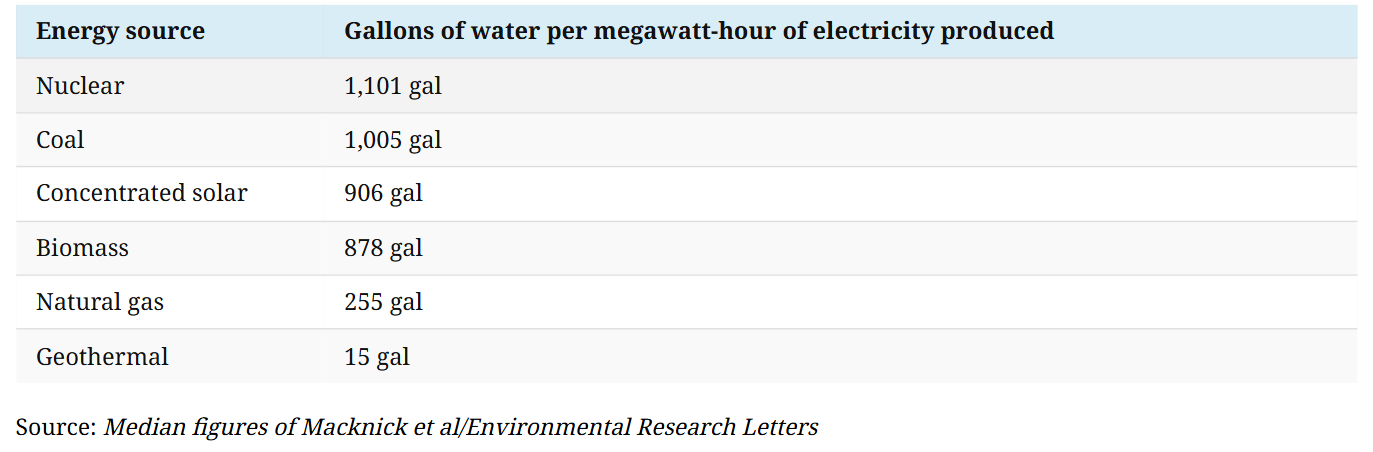 Energy source Gallons of water per megawatt-hour of electricity produced
Nuclear 1,101 gal
Coal 1,005 gal
Concentrated solar 906 gal
Biomass 878 gal
Natural gas 255 gal
Geothermal 15 gal
Source: Median figures of Macknick et al/Environmental Research Letters